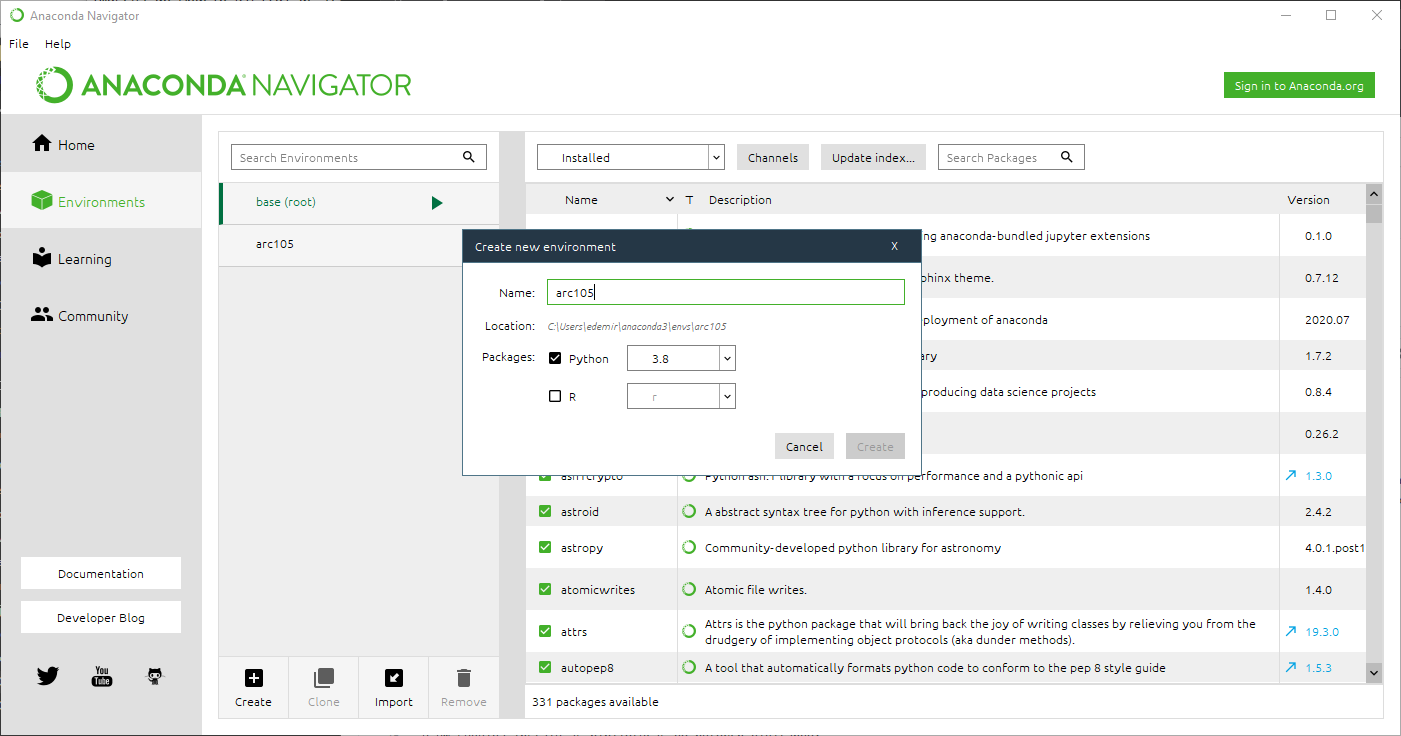 Anaconda Navigator
File Help
ANACONDA NAVIGATOR
Sign in to Anaconda.org
Home
Environments
Learning
Community
Documentation
Developer Blog
You
Tube
Search Environments
base (root)
arc105
Create Clone Import Remove
Installed Channels Update index... Search Packages
Name T Description Version
ing anaconda-bundled jupyter extensions 0.1.0
phinx theme. 0.7.12
ployment of anaconda 2020.07
ary 1.7.2
producing data science projects 0.8.4
0.26.2
Create new environment X
Name: arc105
Location: C:\Users\edemir\anaconda3\envs\arc105
Packages: Python 3.8
R r
Cancel Create
asn1crypto Python asn.1 library with a focus on performance and a pythonic api 1.3.0
astroid A abstract syntax tree for python with inference support. 2.4.2
astropy Community-developed python library for astronomy 4.0.1.post1
atomicwrites Atomic file writes. 1.4.0
attrs Attrs is the python package that will bring back the joy of writing classes by relieving you from the
drudgery of implementing object protocols (aka dunder methods). 19.3.0
autopep8 A tool that automatically formats python code to conform to the pep 8 style guide 1.5.3
331 packages available